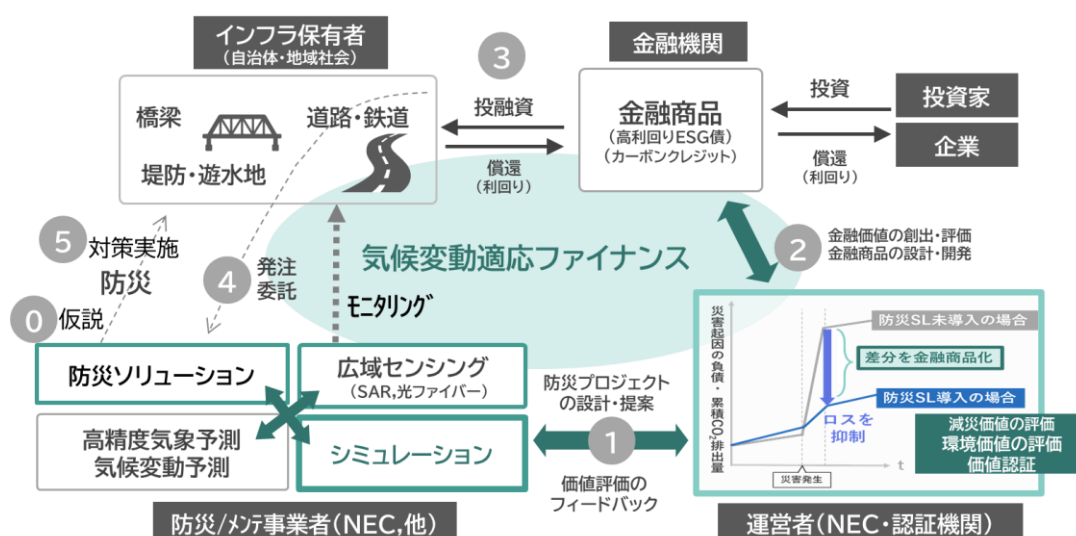 インフラ保有者
(自治体・地域社会)
橋梁
道路・鉄道
堤防・遊水地
3
投融資
償還
(利回り)
金融機関
金融商品
(高利回りESG債)
(カーボンクレジット)
投資
償還
(利回り)
投資家
企業
5
対策実施
防災
0
仮説
4
発注
委託
モニタリング
気候変動適応ファイナンス
2
金融価値の創出・評価
金融商品の設計・開発
防災ソリューション
広域センシング
(SAR,光ファイバー)
高精度気象予測
気候変動予測
シミュレーション
防災/メンテ事業者(NEC,他)
防災プロジェクト
の設計・提案
1
価値評価の
フィードバック
災害起因の負債・累積CO₂排出量
防災SL未導入の場合
差分を金融商品化
防災SL導入の場合
ロスを
抑制
t
災害発生
減災価値の評価
環境価値の評価
価値認証
運営者(NEC・認証機関)